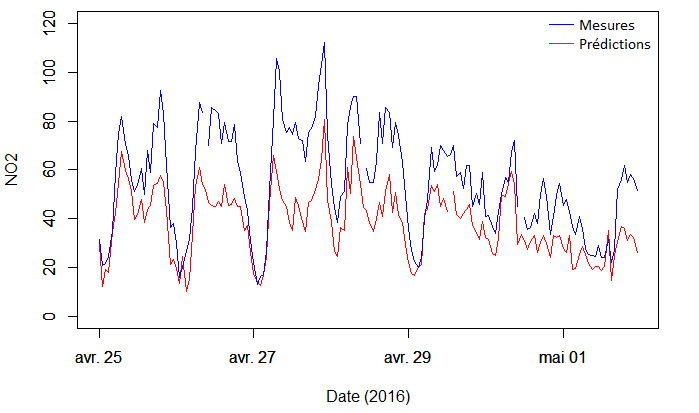 120
Mesures
Prédictions
100
80
60
40
20
0
NO2
avr. 25
avr. 27
avr. 29
mai 01
Date (2016)